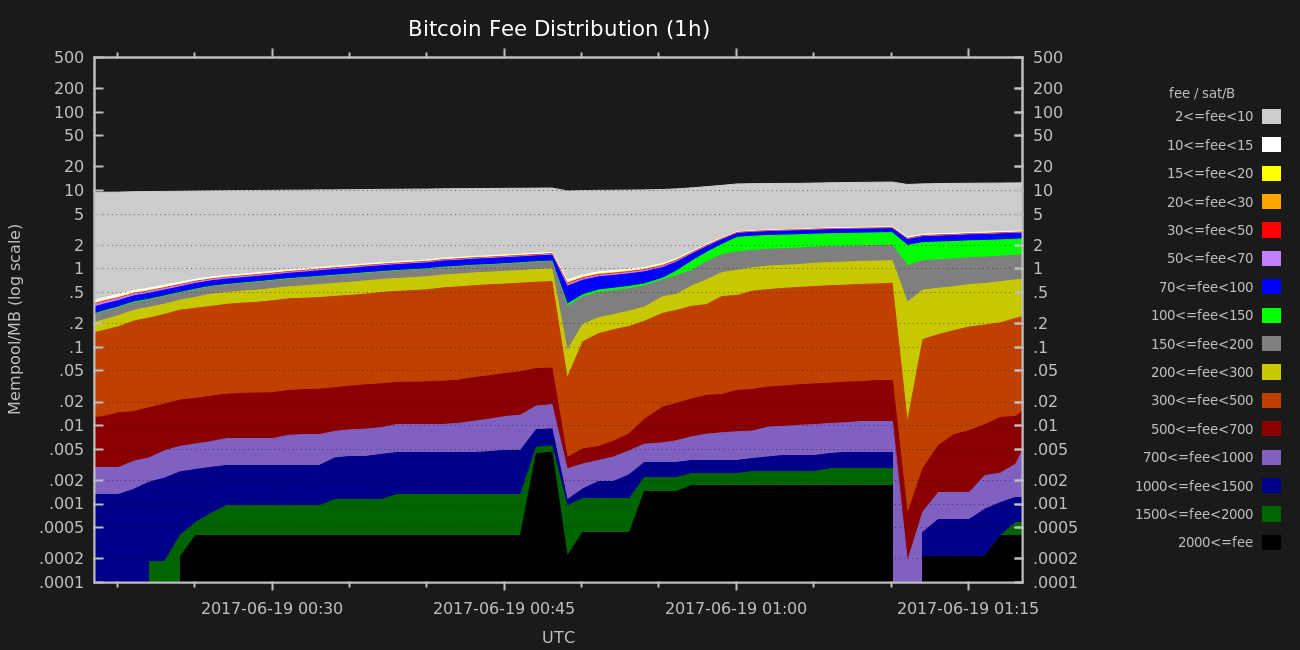 Bitcoin Fee Distribution (1h)
500 500
200 200
100 100
50 50
20 20
10 10
5 5
2 2
1 1
.5 .5
.2 .2
.1 .1
.05 .05
.02 .02
.01 .01
.005 .005
.002 .002
.001 .001
.0005 .0005
.0002 .0002
.0001 .0001
Mempool/MB (log scale)
2017-06-19 00:30 2017-06-19 00:45 2017-06-19 01:00 2017-06-19 01:15
UTC
fee / sat/B
2<=fee<10
10<=fee<15
15<=fee<20
20<=fee<30
30<=fee<50
50<=fee<70
70<=fee<100
100<=fee<150
150<=fee<200
200<=fee<300
300<=fee<500
500<=fee<700
700<=fee<1000
1000<=fee<1500
1500<=fee<2000
2000<=fee